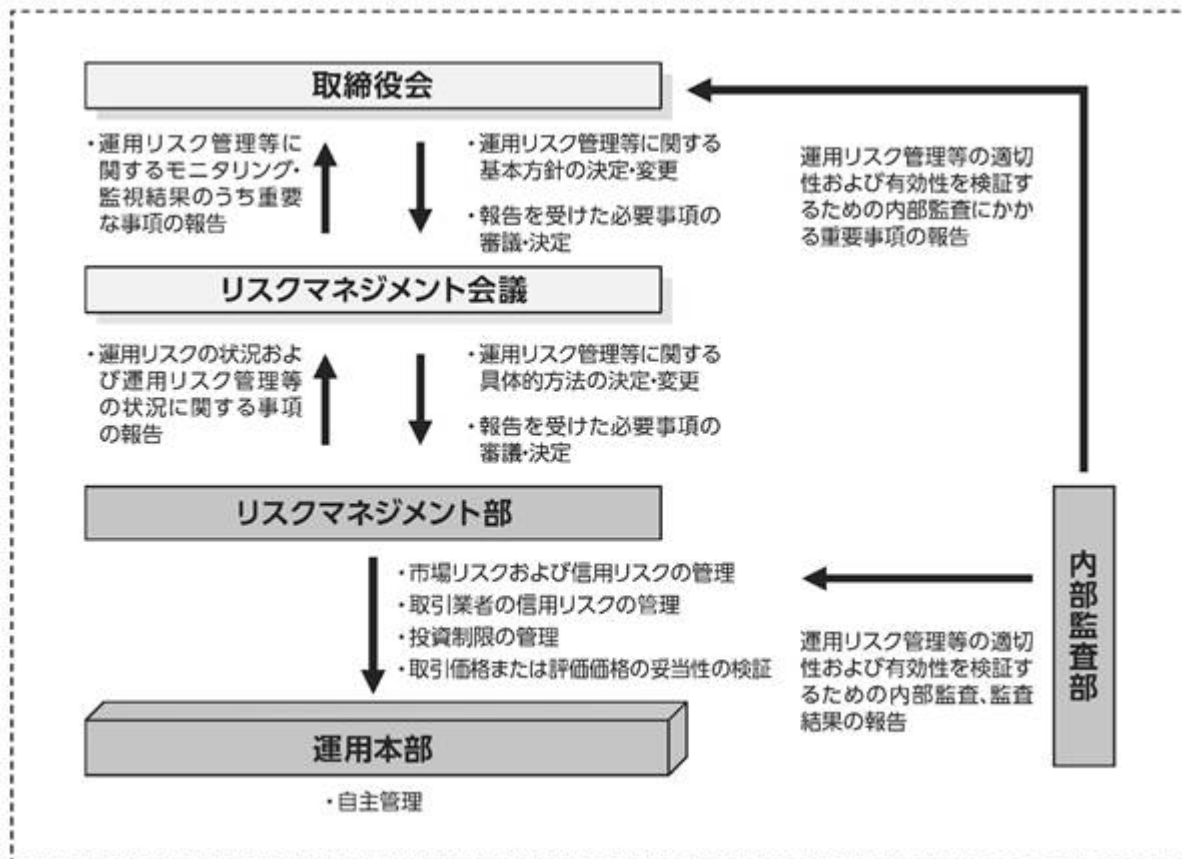 取締役会
・運用リスク管理等に
関するモニタリング・
監視結果のうち重要
な事項の報告
・運用リスク管理等に関する
基本方針の決定・変更
・報告を受けた必要事項の
審議・決定
運用リスク管理等の適切
性および有効性を検証す
るための内部監査にかか
る重要事項の報告
リスクマネジメント会議
・運用リスクの状況およ
び運用リスク管理等
の状況に関する事項
の報告
・運用リスク管理等に関する
具体的方法の決定・変更
・報告を受けた必要事項の
審議・決定
リスクマネジメント部
・市場リスクおよび信用リスクの管理
・取引業者の信用リスクの管理
・投資制限の管理
・取引価格または評価価格の妥当性の検証
運用リスク管理等の適切
性および有効性を検証す
るための内部監査、監査
結果の報告
内部監査部
運用本部
・自主管理